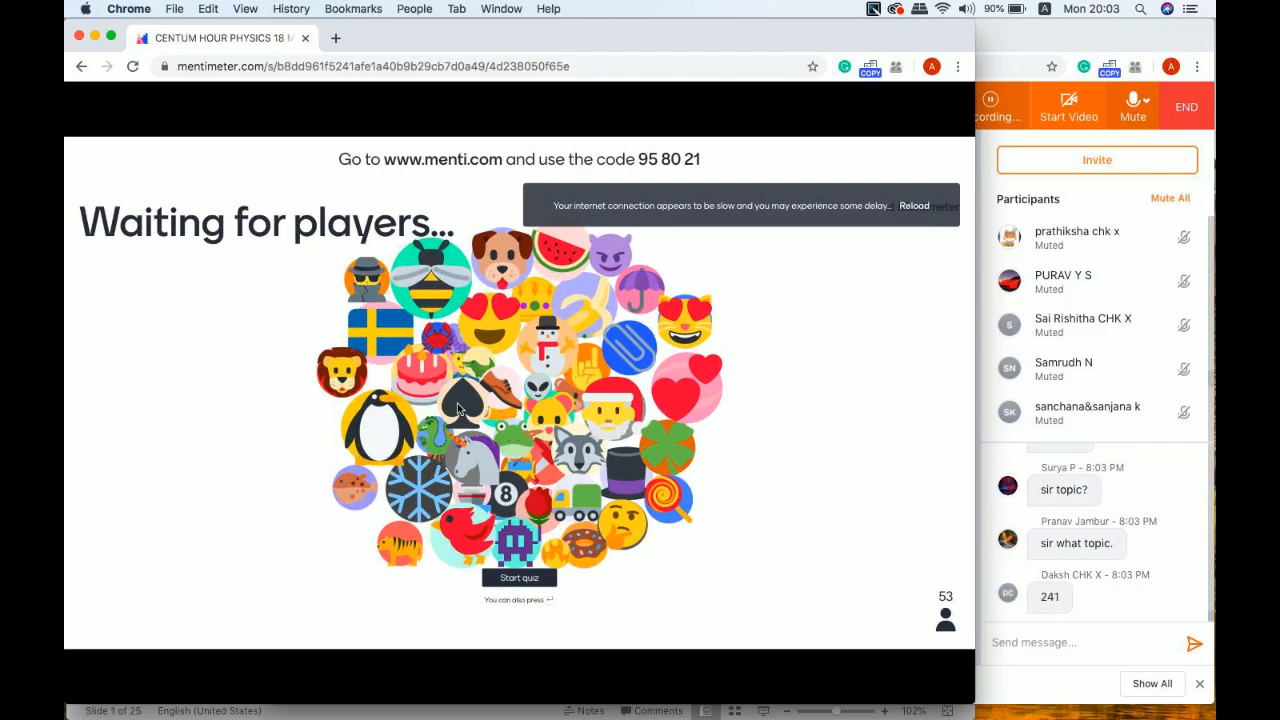 Chrome File Edit View History Bookmarks People Tab Window Help
90% A Mon 20:03
CENTUM HOUR PHYSICS 18 M
mentimeter.com/s/b8dd961f5241afe1a40b9b29cb7d0a49/4d238050f65e
COPY A
COPY A
Go to www.menti.com and use the code 95 80 21
Your internet connection appears to be slow and you may experience some delay... Reload
Waiting for players...
8
Start quiz
You can also press
53
cording... Start Video Mute END
Invite
Participants Mute All
prathiksha chk x
Muted
PURAV Y S
Muted
S Sai Rishitha CHK X
Muted
SN Samrudh N
Muted
SK sanchana&sanjana k
Muted
Surya P - 8:03 PM
sir topic?
Pranav Jambur - 8:03 PM
sir what topic.
Daksh CHK X - 8:03 PM
DC 241
Send message...
Show All
Slide 1 of 25 English (United States) Notes Comments 102%